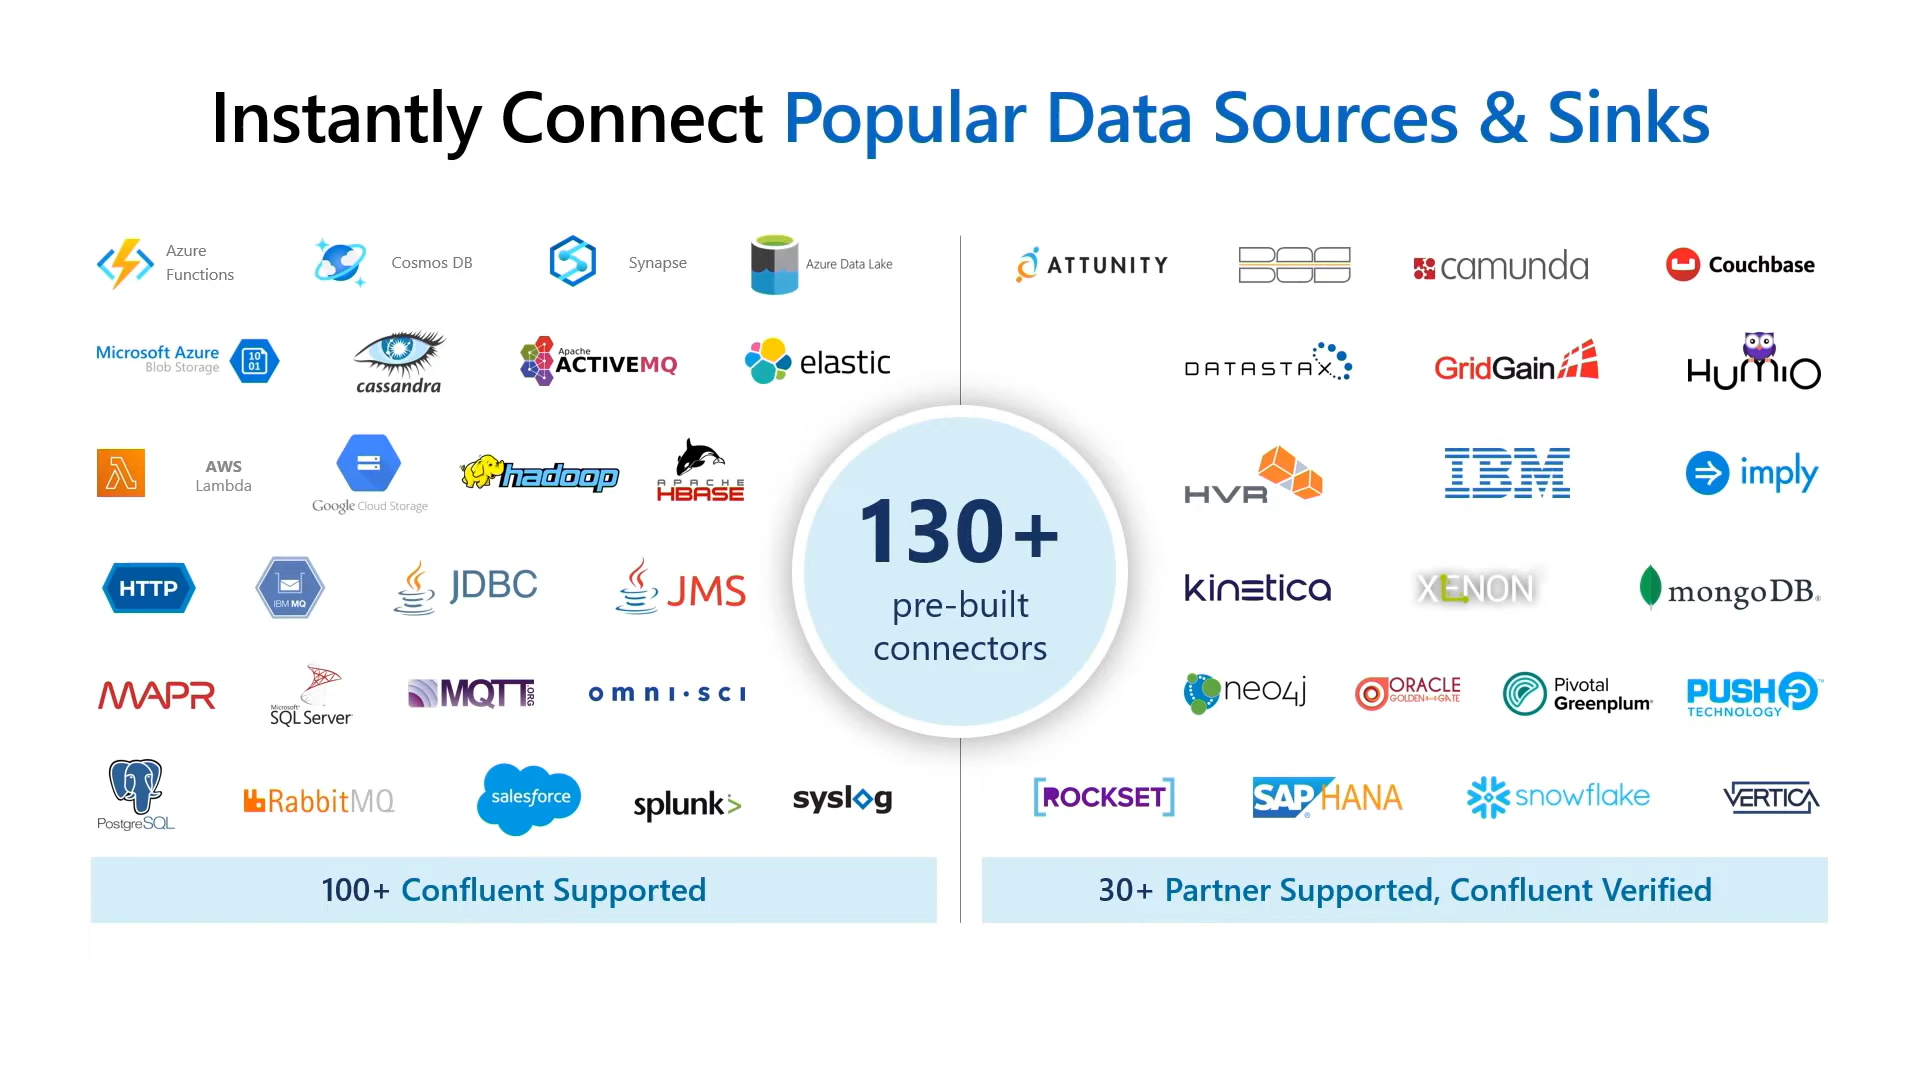 Instantly Connect Popular Data Sources & Sinks
Azure
Functions
Cosmos DB
Synapse
Azure Data Lake
Microsoft Azure
Blob Storage
10
01
cassandra
Apache
ACTIVEMQ
elastic
AWS
Lambda
Google Cloud Storage
hadoop
APACHE
HBASE
HTTP
IBM MQ
JDBC
JMS
MAPR
Microsoft
SQL Server
MQTT.ORG
omni·sci
PostgreSQL
RabbitMQ
salesforce
splunk>
syslog
100+ Confluent Supported
130+
pre-built
connectors
ATTUNITY
camunda
Couchbase
DATASTAX
GridGain
HUMIO
HVR
IBM
imply
kinetica
XENON
mongoDB®
neo4j
ORACLE
GOLDENGATE
Pivotal
Greenplum®
PUSH
TECHNOLOGY™
[ROCKSET]
SAP HANA
®
snowflake
VERTICA
30+ Partner Supported, Confluent Verified